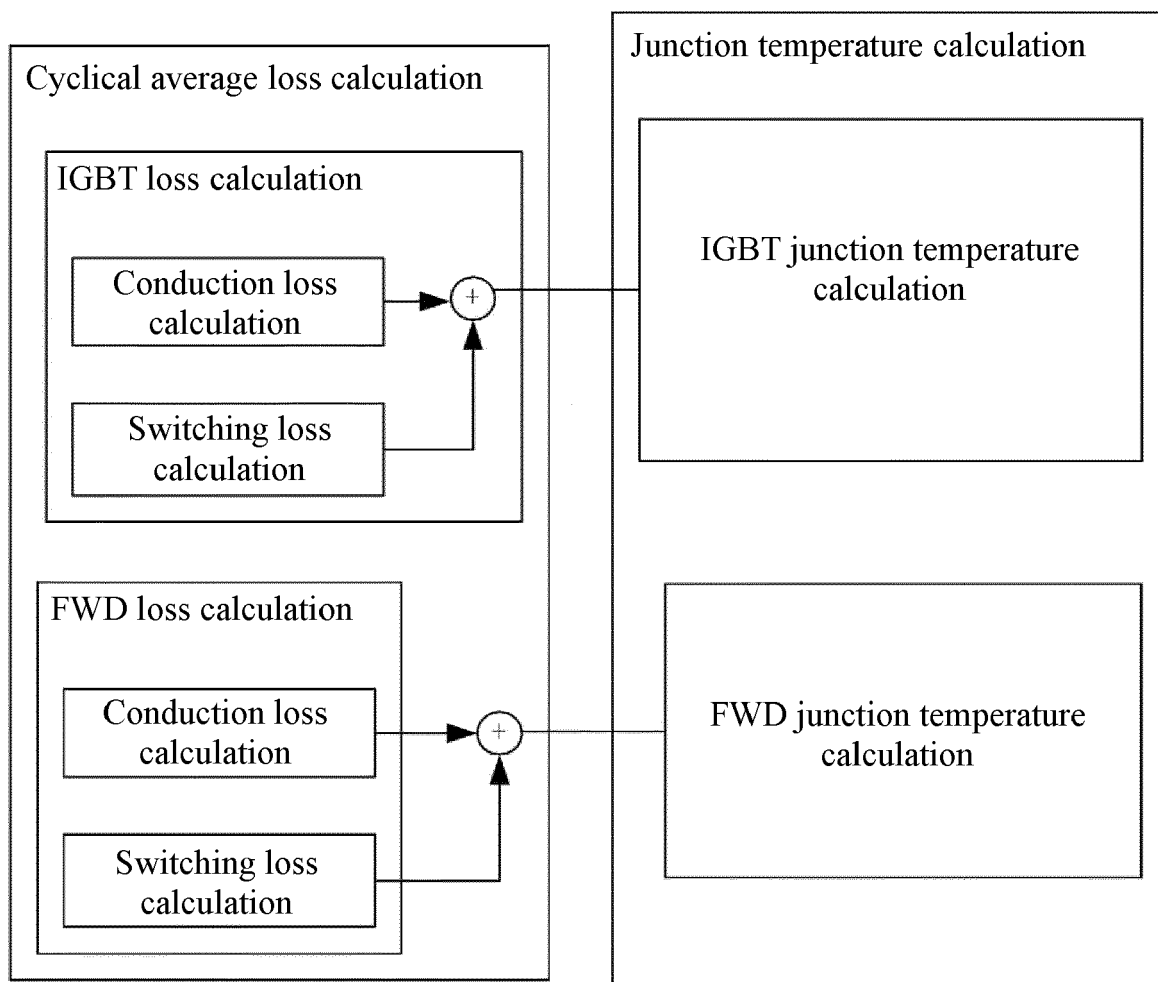 Cyclical average loss calculation
IGBT loss calculation
Conduction loss
calculation
+
Switching loss
calculation
FWD loss calculation
Conduction loss
calculation
+
Switching loss
calculation
Junction temperature calculation
IGBT junction temperature
calculation
FWD junction temperature
calculation